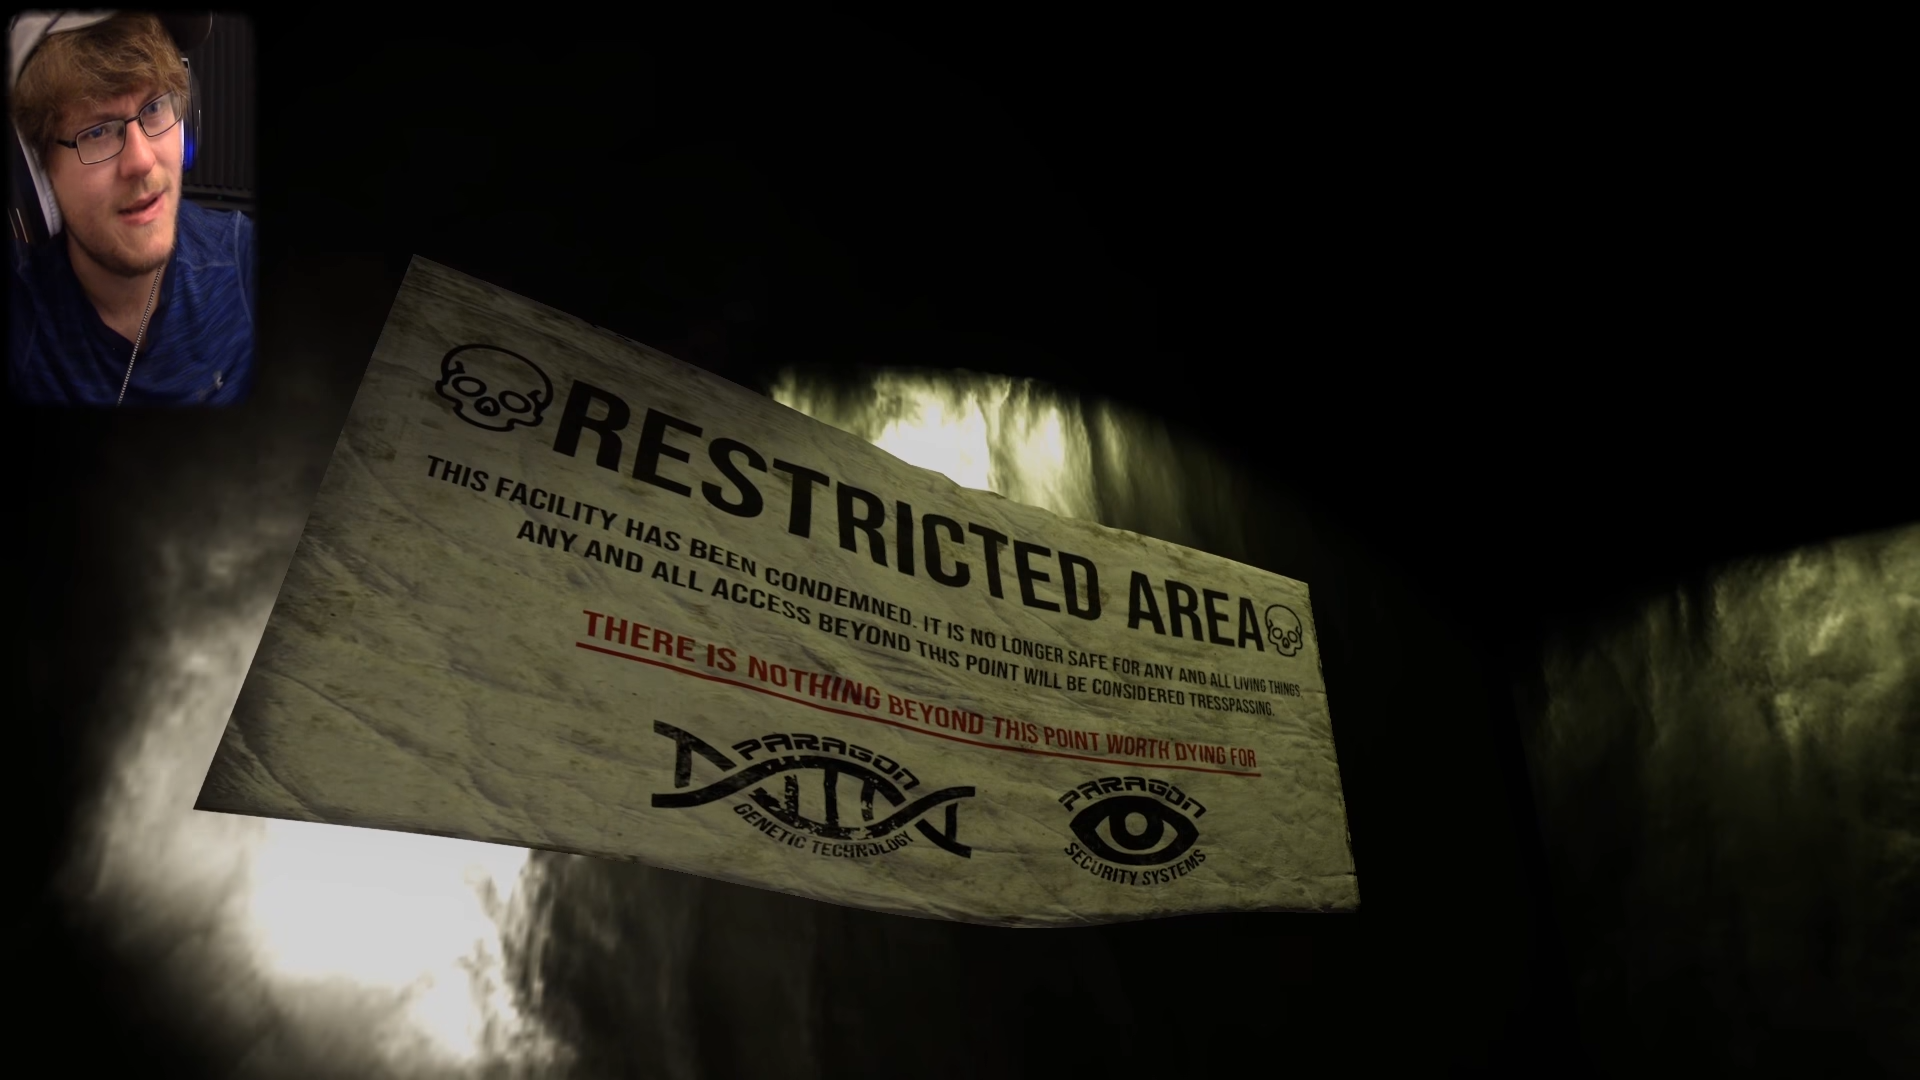 RESTRICTED AREA
THIS FACILITY HAS BEEN CONDEMNED. IT IS NO LONGER SAFE FOR ANY AND ALL LIVING THINGS
ANY AND ALL ACCESS BEYOND THIS POINT WILL BE CONSIDERED TRESSPASSING.
THERE IS NOTHING BEYOND THIS POINT WORTH DYING FOR
PARAGON
GENETIC TECHNOLOGY
PARAGON
SECURITY SYSTEMS